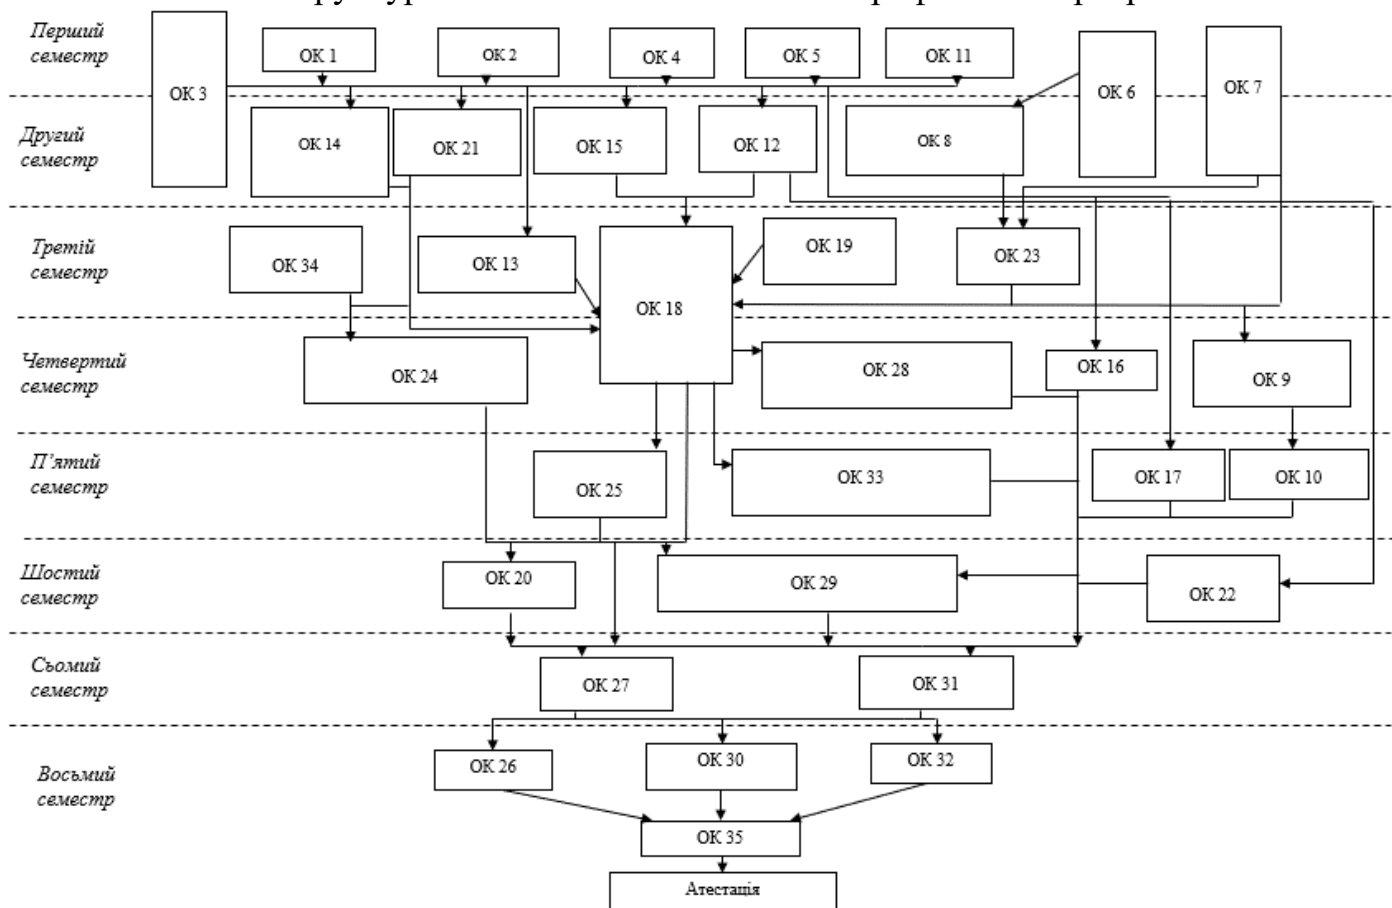 Перший
семестр
ОК 3
ОК 1
ОК 2
ОК 4
ОК 5
ОК 11
ОК 6
ОК 7
Другий
семестр
ОК 14
ОК 21
ОК 15
ОК 12
ОК 8
Третій
семестр
ОК 34
ОК 13
ОК 18
ОК 19
ОК 23
Четвертий
семестр
ОК 24
ОК 28
ОК 16
ОК 9
П’ятий
семестр
ОК 25
ОК 33
ОК 17
ОК 10
Шостий
семестр
ОК 20
ОК 29
ОК 22
Сьомий
семестр
ОК 27
ОК 31
Восьмий
семестр
ОК 26
ОК 30
ОК 32
ОК 35
Атестація